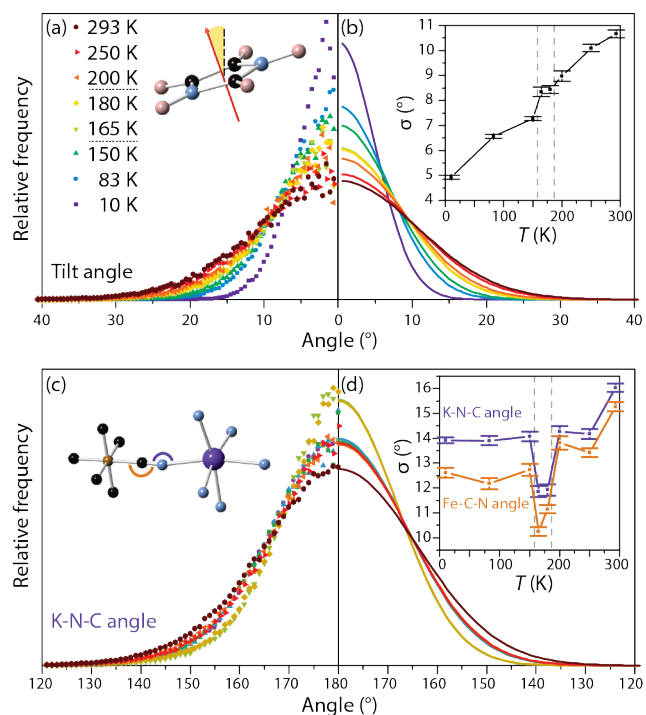 (a)
293 K
250 K
200 K
180 K
165 K
150 K
83 K
10 K
Relative frequency
Tilt angle
40 30 20 10 0 10 20 30 40
Angle (°)
(b)
11
10
9
8
7
6
5
4
σ (°)
0 100 200 300
T (K)
(c)
Relative frequency
K-N-C angle
120 130 140 150 160 170 180 170 160 150 140 130 120
Angle (°)
(d)
16
15
14
13
12
11
10
σ (°)
K-N-C angle
Fe-C-N angle
0 100 200 300
T (K)